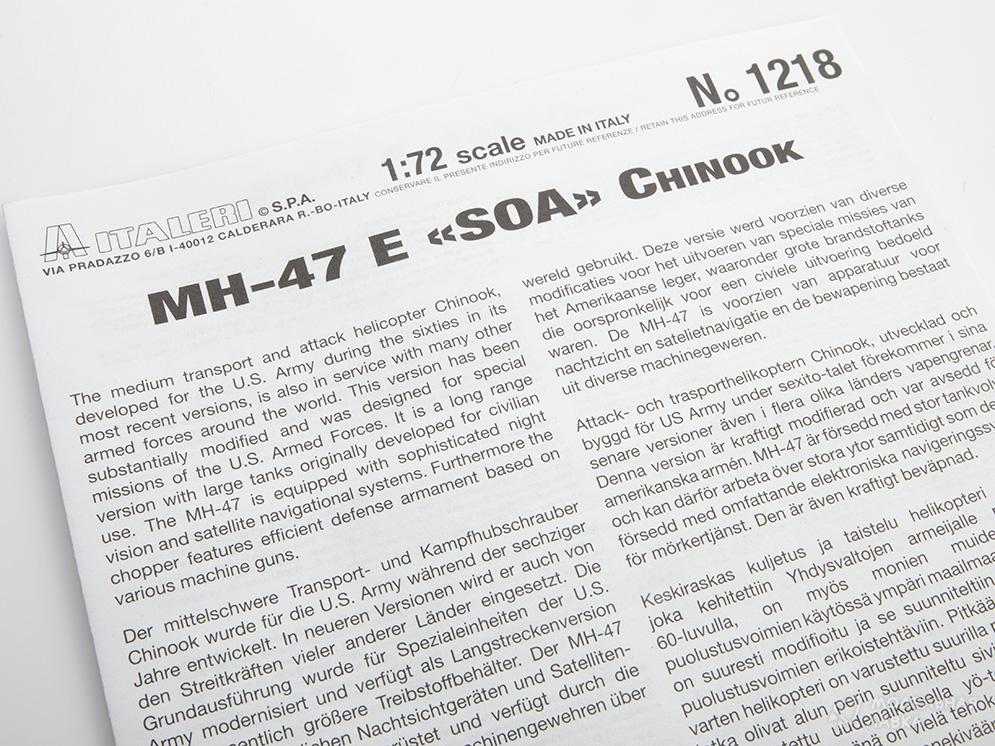 No 1218
1:72 scale MADE IN ITALY
CONSERVARE IL PRESENTE INDIRIZZO PER FUTURE REFERENZE / RETAIN THIS ADDRESS FOR FUTUR REFERENCE
ITALERI © S.P.A.
VIA PRADAZZO 6/B I-40012 CALDERARA R.-BO-ITALY
MH-47 E «SOA» CHINOOK
The medium transport and attack helicopter Chinook,
developed for the U.S. Army during the sixties in its
most recent versions, is also in service with many other
armed forces around the world. This version has been
substantially modified and was designed for special
missions of the U.S. Armed Forces. It is a long range
version with large tanks originally developed for civilian
use. The MH-47 is equipped with sophisticated night
vision and satellite navigational systems. Furthermore the
chopper features efficient defense armament based on
various machine guns.
Der mittelschwere Transport- und Kampfhubschrauber
Chinook wurde für die U.S. Army während der sechziger
Jahre entwickelt. In neueren Versionen wird er auch von
den Streitkräften vieler anderer Länder eingesetzt. Die
Grundausführung wurde für Spezialeinheiten der U.S.
Army modernisiert und verfügt als Langstreckenversion
größere Treibstoffbehälter. Der MH-47
Nachtsichtgeräten und Satelliten-
und verfügt durch die
über
wereld gebruikt. Deze versie werd voorzien van diverse
modificaties voor het uitvoeren van speciale missies van
het Amerikaanse leger, waaronder grote brandstoftanks
die oorspronkelijk voor een civiele uitvoering bedoeld
waren. De MH-47 is voorzien van apparatuur voor
nachtzicht en satelietnavigatie en de bewapening bestaat
uit diverse machinegeweren.
Attack- och trasporthelikoptern Chinook, utvecklad och
byggd för US Army under sexito-talet förekommer i sina
senare versioner även i flera olika länders vapengrenar.
Denna version är kraftigt modifierad och var avsedd
amerikanska armén. MH-47 är försedd med stor
och kan därför arbeta över stora ytor samtidigt som
försedd med omfattande elektroniska
för mörkertjänst. Den är även kraftigt beväpnad.
Keskiraskas kuljetus ja taistelu helikopteri
joka kehitettiin Yhdysvaltojen armeijalle
60-luvulla, on myös monien
puolustusvoimien käytössä ympäri
on suuresti modfioitu ja se suunniteltiin
puolustusvoimien erikoistehtäviin.
varten helikopteri on varustettu suurilla
olivat alun perin suunniteltu
uudenaikaisella
on vielä